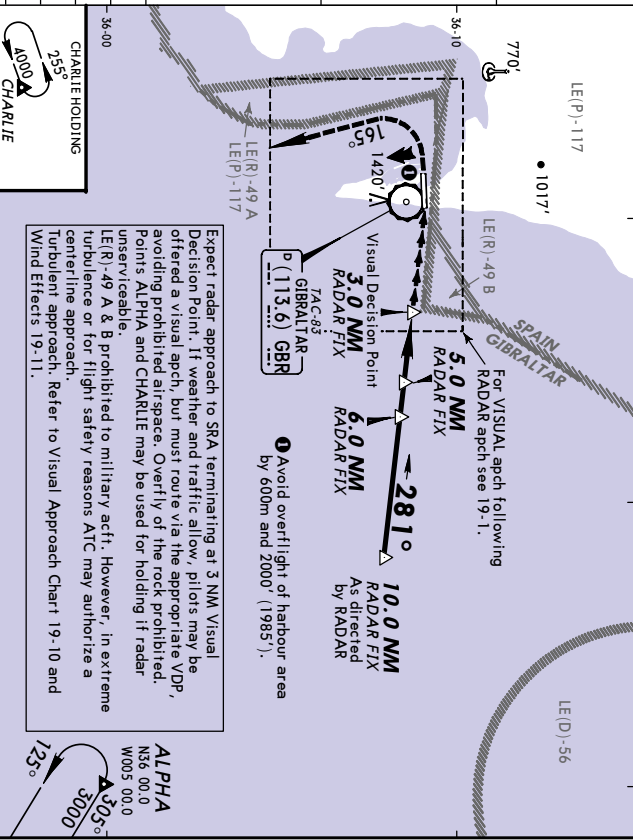 LE(P)-117
1017'
770'
36-10
36-00
LE(R)-49 B
SPAIN
GIBRALTAR
LE(D)-56
For VISUAL apch following
RADAR apch see 19-1.
165°
1420'
LE(R)-49 A
LE(P)-117
Visual Decision Point
3.0 NM
RADAR FIX
5.0 NM
RADAR FIX
6.0 NM
RADAR FIX
281°
10.0 NM
RADAR FIX
As directed
by RADAR
TAC-83
GIBRALTAR
D (113.6) GBR
❶ Avoid overflight of harbour area
by 600m and 2000' (1985').
❶
Expect radar approach to SRA terminating at 3 NM Visual
Decision Point. If weather and traffic allow, pilots may be
offered a visual apch, but must route via the appropriate VDP,
avoiding prohibited airspace. Overfly of the rock prohibited.
Points ALPHA and CHARLIE may be used for holding if radar
unserviceable.
LE(R)-49 A & B prohibited to military acft. However, in extreme
turbulence or for flight safety reasons ATC may authorize a
centerline approach.
Turbulent approach. Refer to Visual Approach Chart 19-10 and
Wind Effects 19-11.
CHARLIE HOLDING
255°
4000
CHARLIE
ALPHA
N36 00.0
W005 00.0
305°
3000
125°